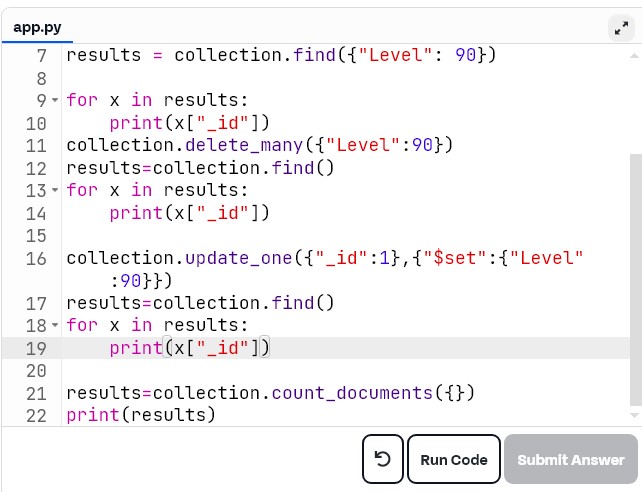 app.py
7 results = collection.find({"Level": 90})
8
9 for x in results:
10 print(x["_id"])
11 collection.delete_many({"Level":90})
12 results=collection.find()
13 for x in results:
14 print(x["_id"])
15
16 collection.update_one({"_id":1},{"$set":{"Level"
:90}})
17 results=collection.find()
18 for x in results:
19 print(x["_id"])
20
21 results=collection.count_documents({})
22 print(results)
Run Code
Submit Answer